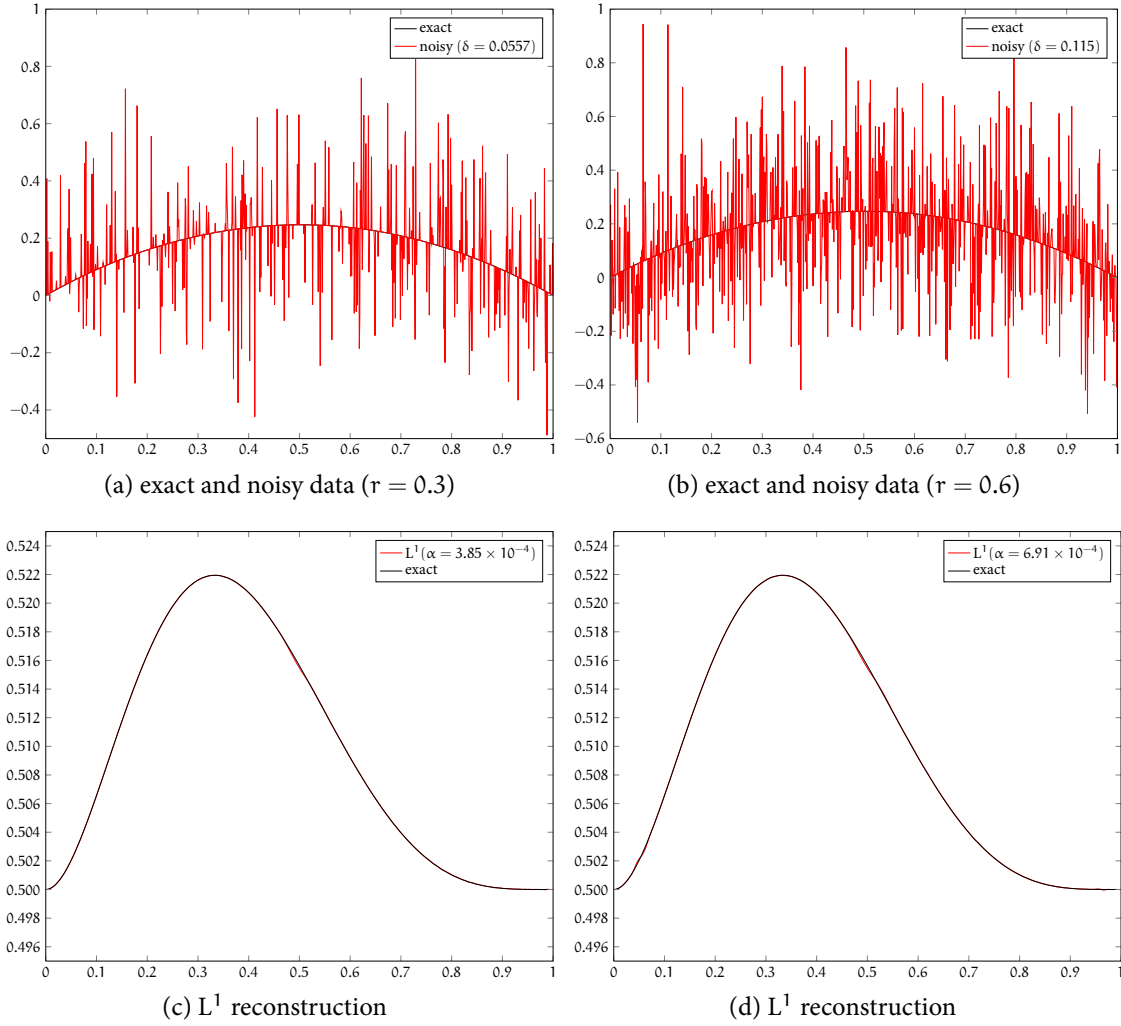 1
0.8
0.6
0.4
0.2
0
−0.2
−0.4
0 0.1 0.2 0.3 0.4 0.5 0.6 0.7 0.8 0.9 1
exact
noisy (δ = 0.0557)
(a) exact and noisy data (r = 0.3)
1
0.8
0.6
0.4
0.2
0
−0.2
−0.4
−0.6
0 0.1 0.2 0.3 0.4 0.5 0.6 0.7 0.8 0.9 1
exact
noisy (δ = 0.115)
(b) exact and noisy data (r = 0.6)
0.524
0.522
0.520
0.518
0.516
0.514
0.512
0.510
0.508
0.506
0.504
0.502
0.500
0.498
0.496
0 0.1 0.2 0.3 0.4 0.5 0.6 0.7 0.8 0.9 1
L¹(α = 3.85 × 10⁻⁴)
exact
(c) L¹ reconstruction
0.524
0.522
0.520
0.518
0.516
0.514
0.512
0.510
0.508
0.506
0.504
0.502
0.500
0.498
0.496
0 0.1 0.2 0.3 0.4 0.5 0.6 0.7 0.8 0.9 1
L¹(α = 6.91 × 10⁻⁴)
exact
(d) L¹ reconstruction